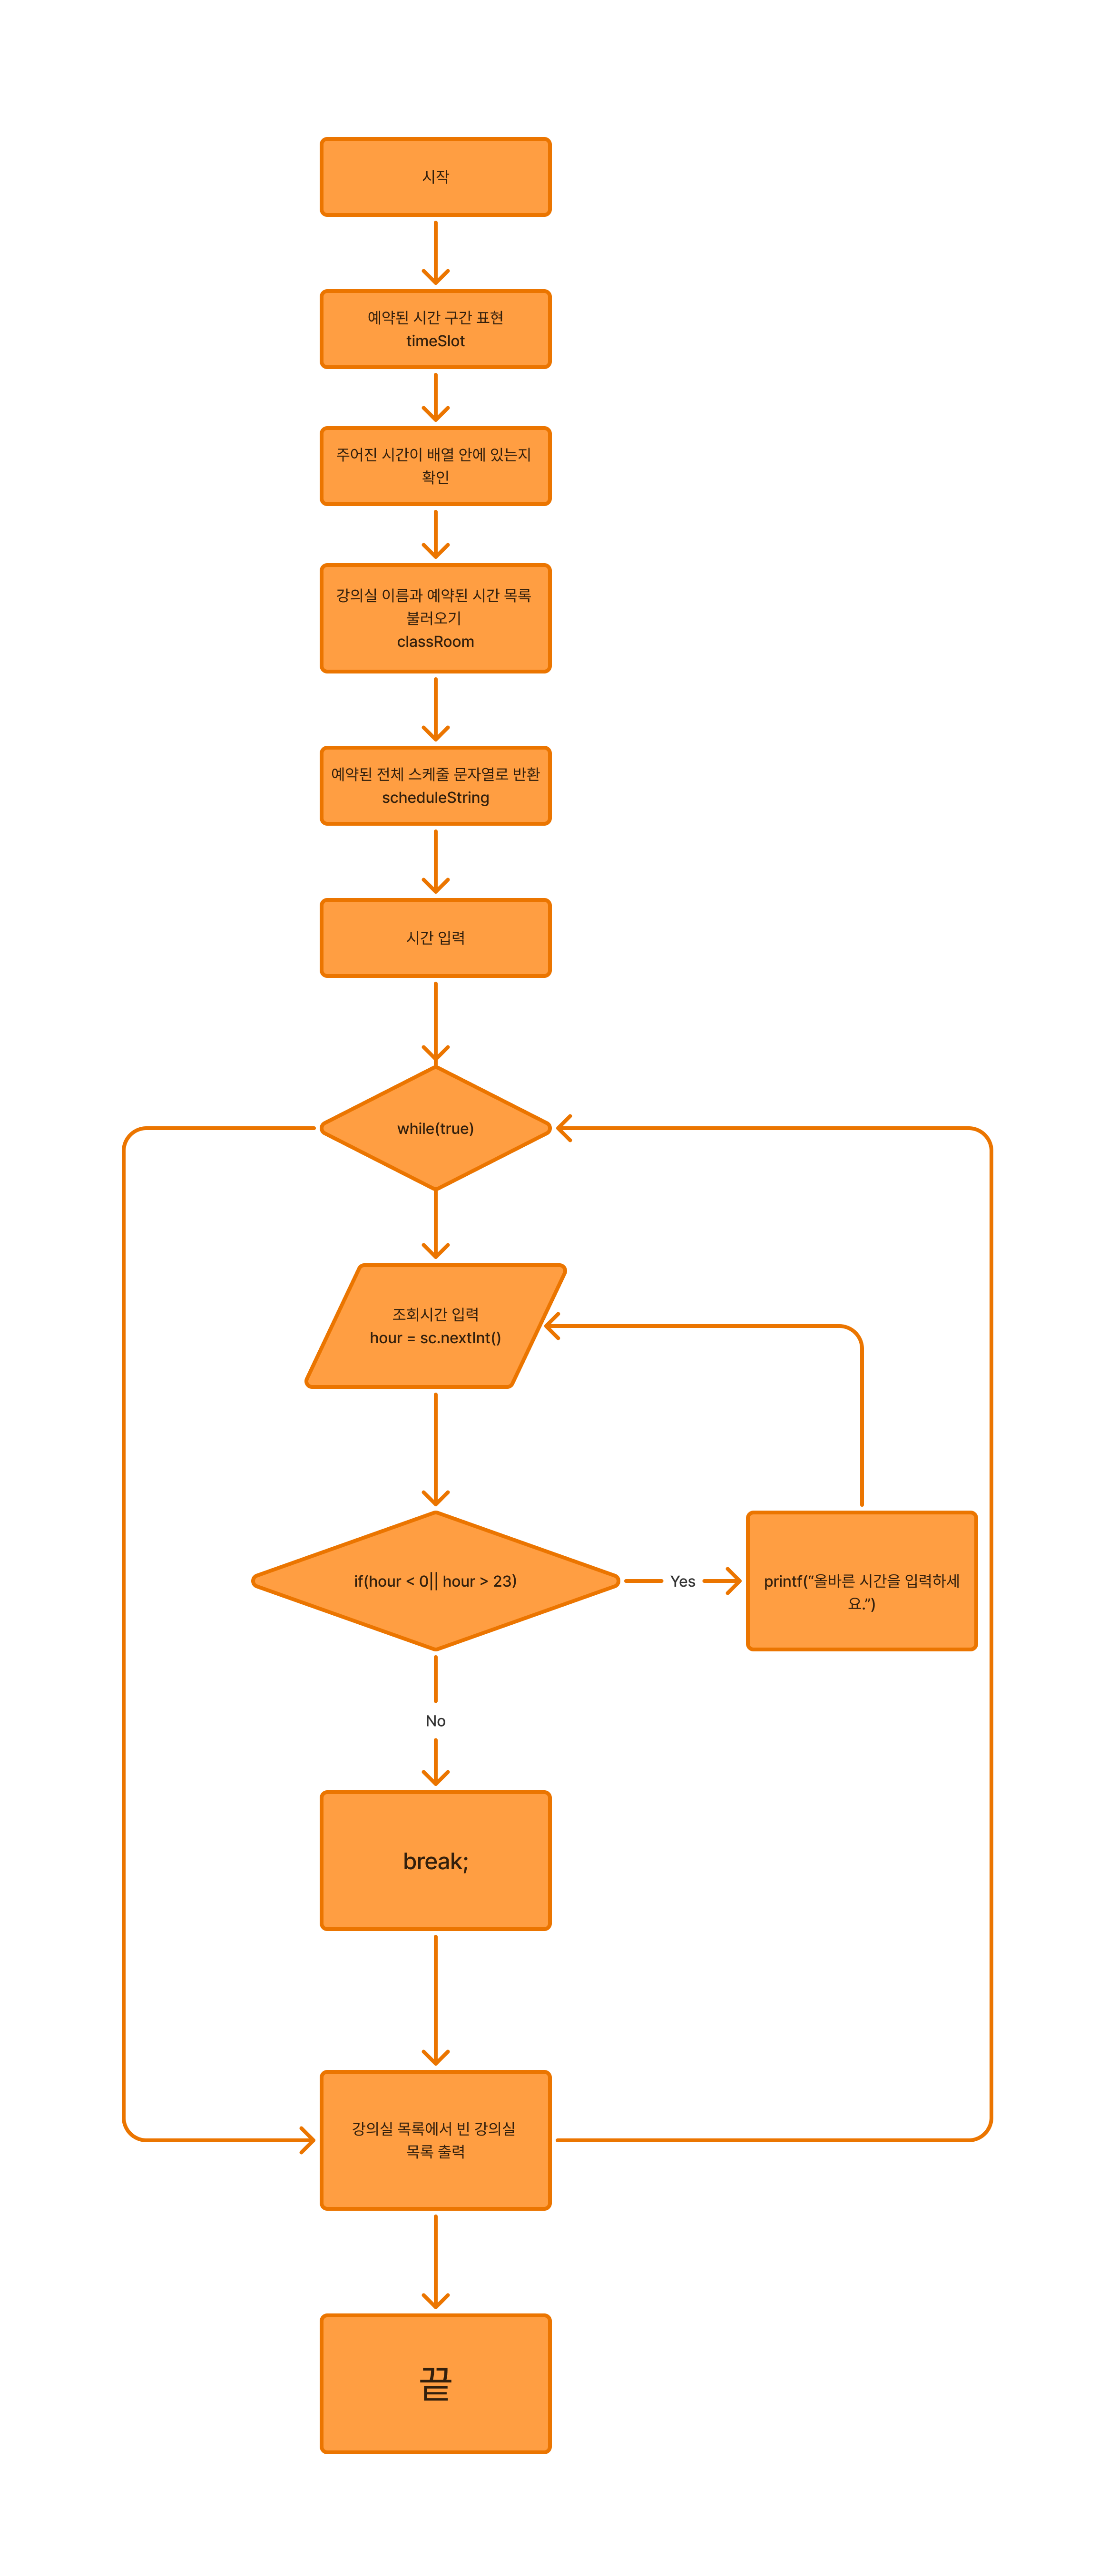 시작
예약된 시간 구간 표현
timeSlot
주어진 시간이 배열 안에 있는지
확인
강의실 이름과 예약된 시간 목록
불러오기
classRoom
예약된 전체 스케줄 문자열로 반환
scheduleString
시간 입력
while(true)
조회시간 입력
hour = sc.nextInt()
if(hour < 0|| hour > 23)
Yes
printf(“올바른 시간을 입력하세
요.”)
No
break;
강의실 목록에서 빈 강의실
목록 출력
끝